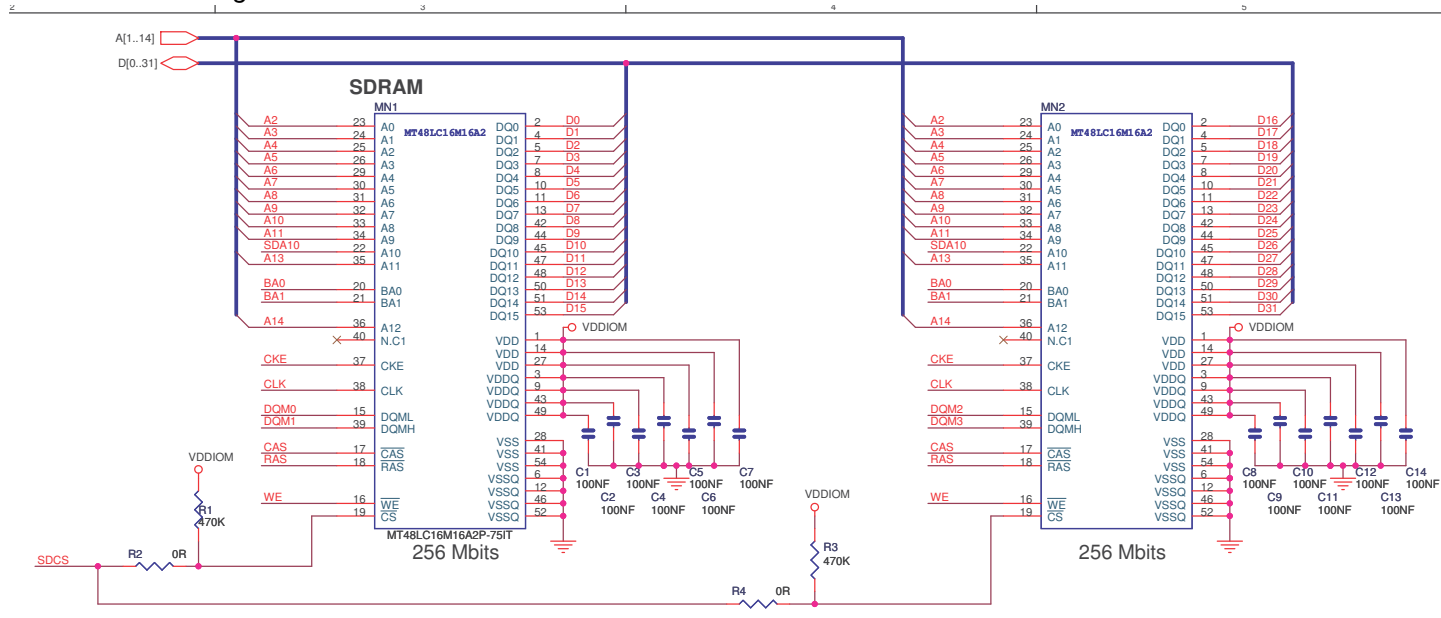 2 3 4 5
A[1..14]
D[0..31]
SDRAM
MN1
MT48LC16M16A2
A2 23 A0 DQ0 2 D0
A3 24 A1 DQ1 4 D1
A4 25 A2 DQ2 5 D2
A5 26 A3 DQ3 7 D3
A6 29 A4 DQ4 8 D4
A7 30 A5 DQ5 10 D5
A8 31 A6 DQ6 11 D6
A9 32 A7 DQ7 13 D7
A10 33 A8 DQ8 42 D8
A11 34 A9 DQ9 44 D9
SDA10 22 A10 DQ10 45 D10
A13 35 A11 DQ11 47 D11
DQ12 48 D12
BA0 20 BA0 DQ13 50 D13
BA1 21 BA1 DQ14 51 D14
DQ15 53 D15
A14 36 A12
VDDIOM
40 N.C1 VDD 1
VDD 14
CKE 37 CKE VDD 27
VDDQ 3
CLK 38 CLK VDDQ 9
VDDQ 43
DQM0 15 DQML VDDQ 49
DQM1 39 DQMH
VSS 28
CAS 17 CAS VSS 41
RAS 18 RAS VSS 54
VSSQ 6
VSSQ 12
WE 16 WE VSSQ 46
19 CS VSSQ 52
C1 C3 C5 C7
100NF 100NF 100NF 100NF
C2 C4 C6
100NF 100NF 100NF
MT48LC16M16A2P-75IT
256 Mbits
VDDIOM
R1
470K
SDCS
R2 0R
VDDIOM
R3
470K
R4 0R
MN2
MT48LC16M16A2
A2 23 A0 DQ0 2 D16
A3 24 A1 DQ1 4 D17
A4 25 A2 DQ2 5 D18
A5 26 A3 DQ3 7 D19
A6 29 A4 DQ4 8 D20
A7 30 A5 DQ5 10 D21
A8 31 A6 DQ6 11 D22
A9 32 A7 DQ7 13 D23
A10 33 A8 DQ8 42 D24
A11 34 A9 DQ9 44 D25
SDA10 22 A10 DQ10 45 D26
A13 35 A11 DQ11 47 D27
DQ12 48 D28
BA0 20 BA0 DQ13 50 D29
BA1 21 BA1 DQ14 51 D30
DQ15 53 D31
A14 36 A12
VDDIOM
40 N.C1 VDD 1
VDD 14
CKE 37 CKE VDD 27
VDDQ 3
CLK 38 CLK VDDQ 9
VDDQ 43
DQM2 15 DQML VDDQ 49
DQM3 39 DQMH
VSS 28
CAS 17 CAS VSS 41
RAS 18 RAS VSS 54
VSSQ 6
VSSQ 12
WE 16 WE VSSQ 46
19 CS VSSQ 52
C8 C10 C12 C14
100NF 100NF 100NF 100NF
C9 C11 C13
100NF 100NF 100NF
256 Mbits